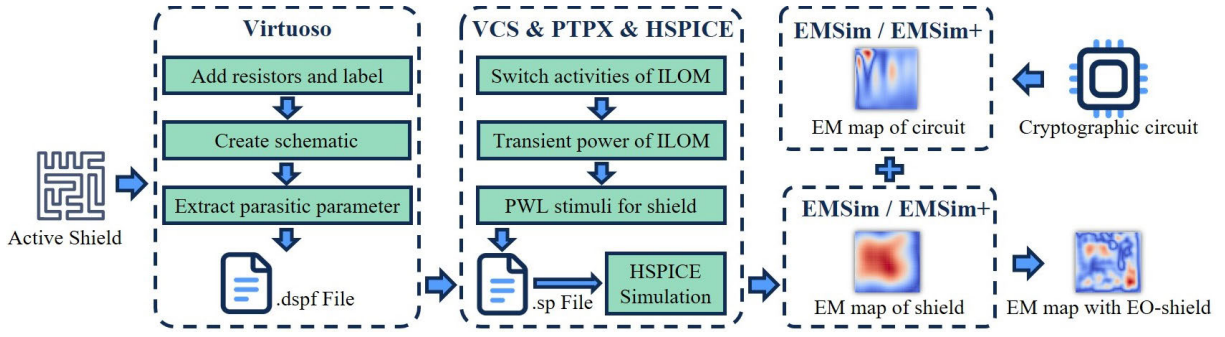 Active Shield
Virtuoso
Add resistors and label
Create schematic
Extract parasitic parameter
.dspf File
VCS & PTPX & HSPICE
Switch activities of ILOM
Transient power of ILOM
PWL stimuli for shield
.sp File
HSPICE
Simulation
EMSim / EMSim+
EM map of circuit
Cryptographic circuit
EMSim / EMSim+
EM map of shield
EM map with EO-shield